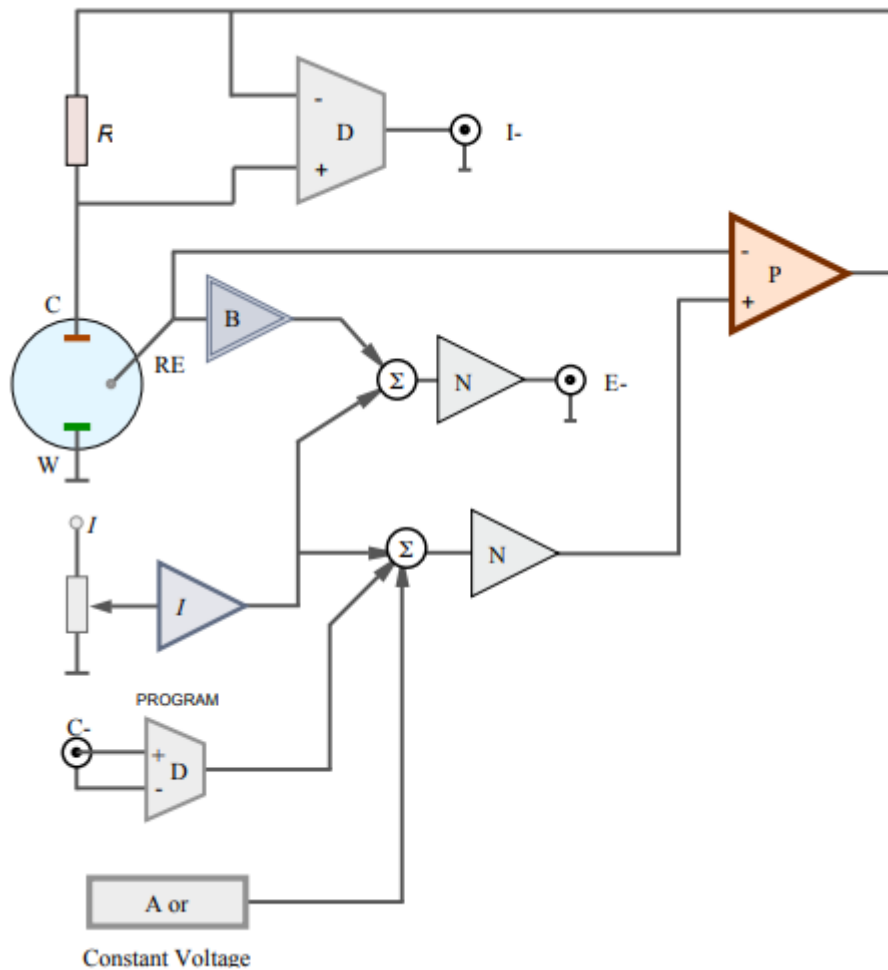 R
-
D
+
I-
C
-
P
+
B
RE
Σ
N
E-
W
I
Σ
N
I
PROGRAM
C-
+
D
-
A or
Constant Voltage